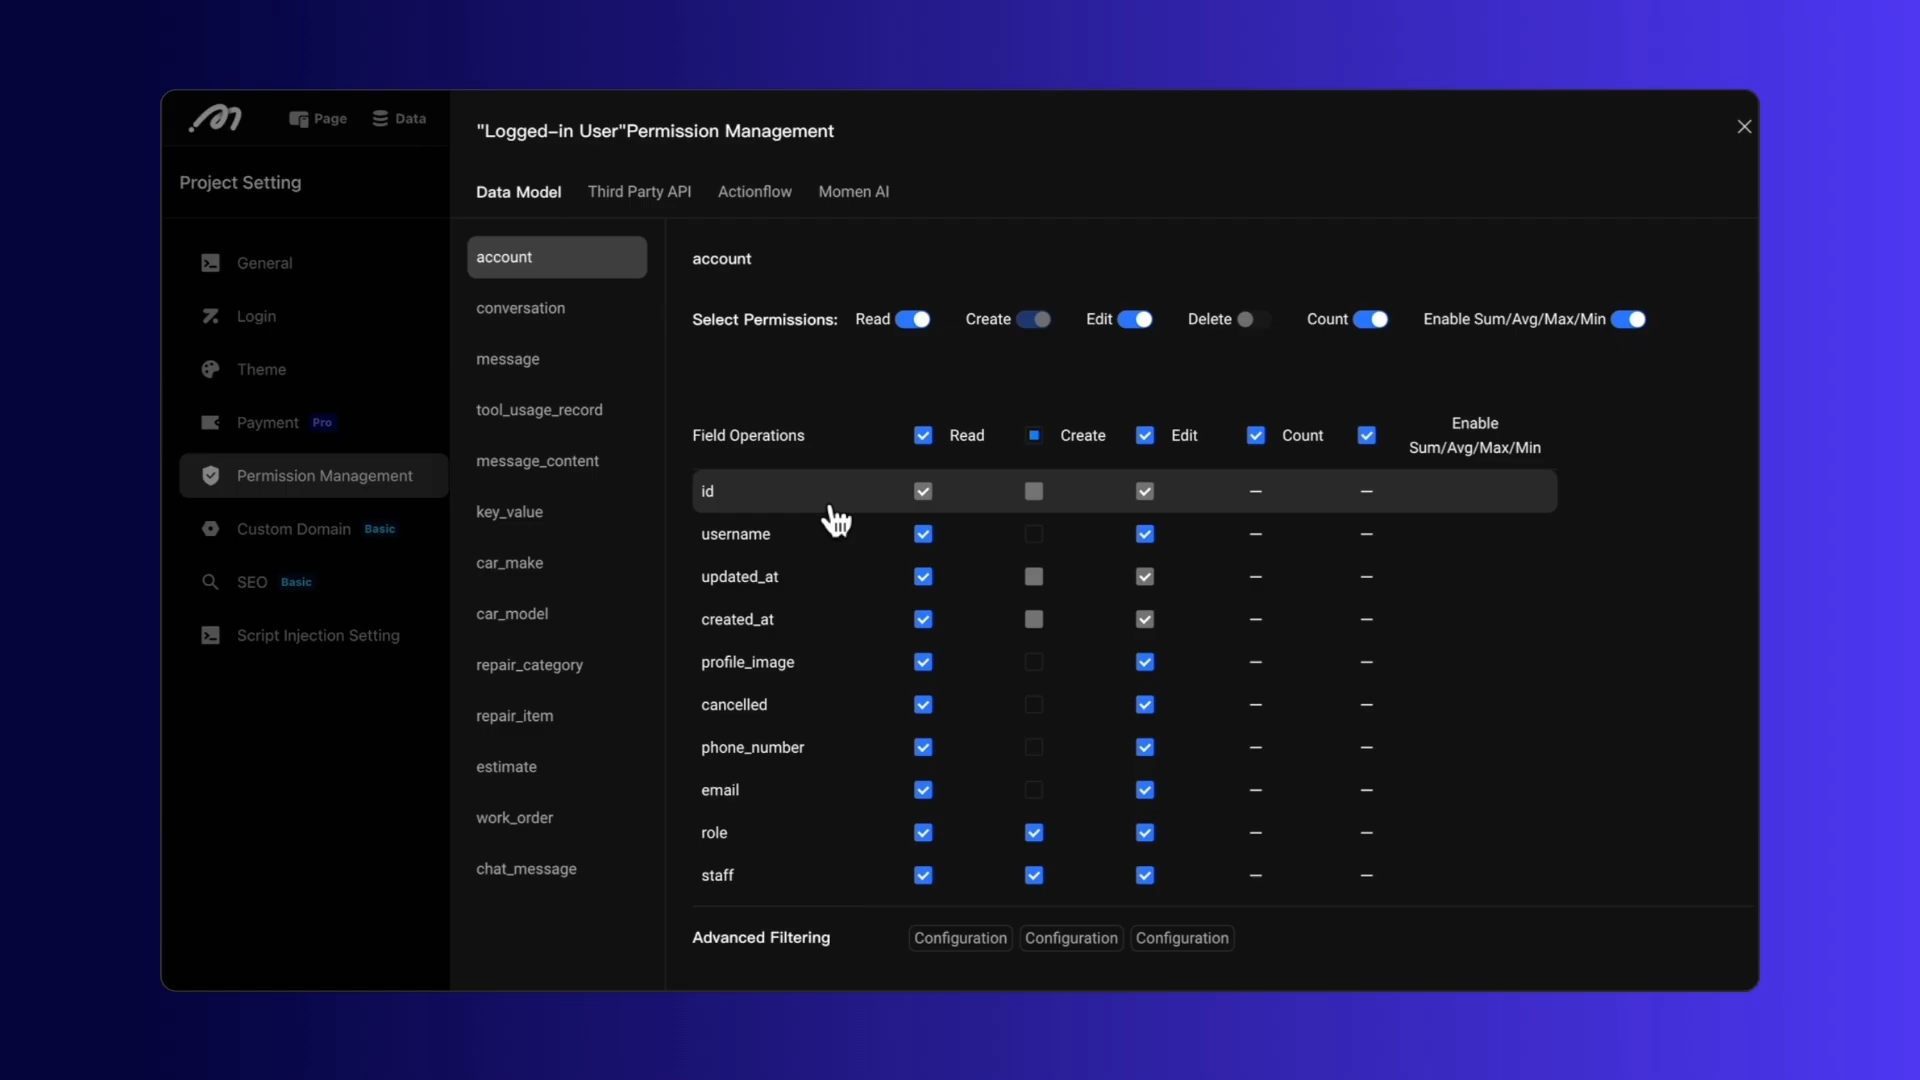 Page
Data
"Logged-in User"Permission Management
Project Setting
Data Model
Third Party API
Actionflow
Momen AI
General
Login
Theme
Payment Pro
Permission Management
Custom Domain Basic
SEO Basic
Script Injection Setting
account
conversation
message
tool_usage_record
message_content
key_value
car_make
car_model
repair_category
repair_item
estimate
work_order
chat_message
account
Select Permissions: Read Create Edit Delete Count Enable Sum/Avg/Max/Min
Field Operations Read Create Edit Count Enable
Sum/Avg/Max/Min
id
username
updated_at
created_at
profile_image
cancelled
phone_number
email
role
staff
Advanced Filtering Configuration Configuration Configuration